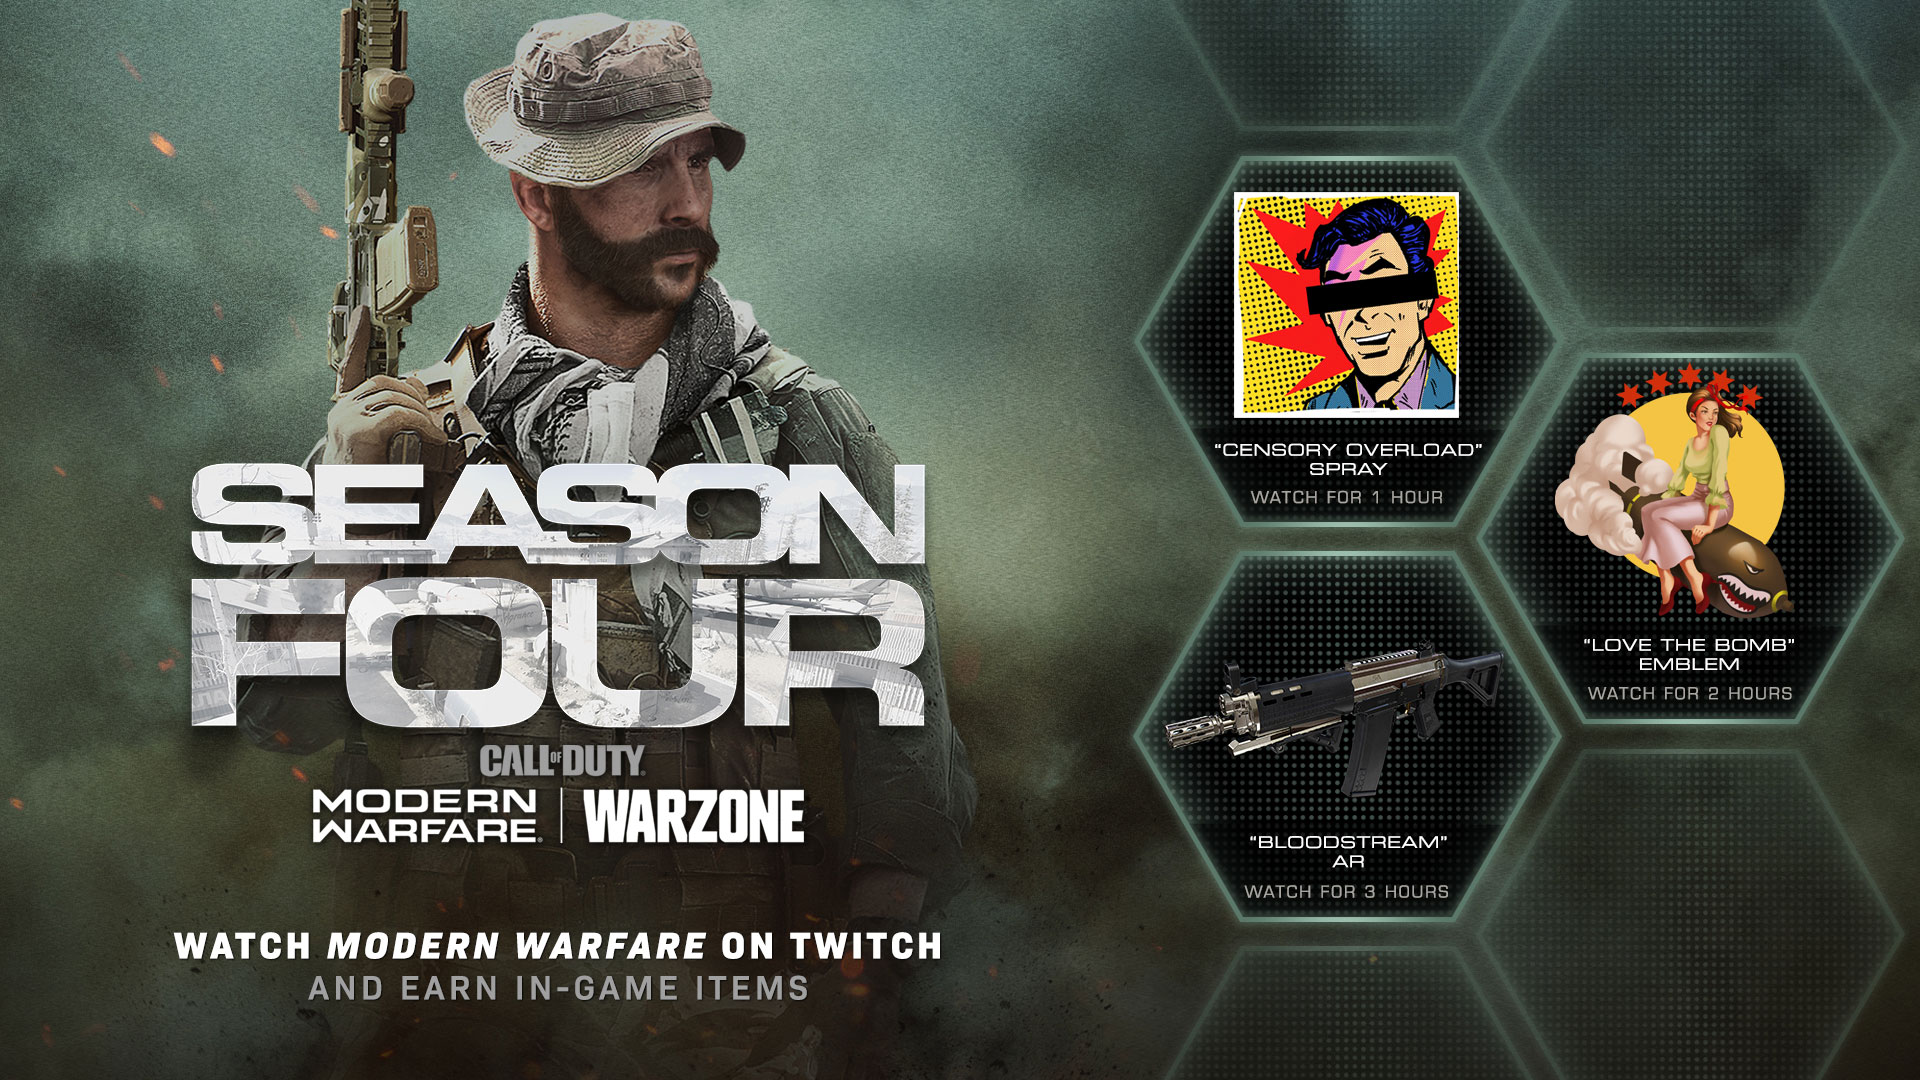 SEASON
FOUR
CALL OF DUTY
MODERN
WARFARE
WARZONE
WATCH MODERN WARFARE ON TWITCH
AND EARN IN-GAME ITEMS
“CENSORY OVERLOAD”
SPRAY
WATCH FOR 1 HOUR
“LOVE THE BOMB”
EMBLEM
WATCH FOR 2 HOURS
“BLOODSTREAM”
AR
WATCH FOR 3 HOURS